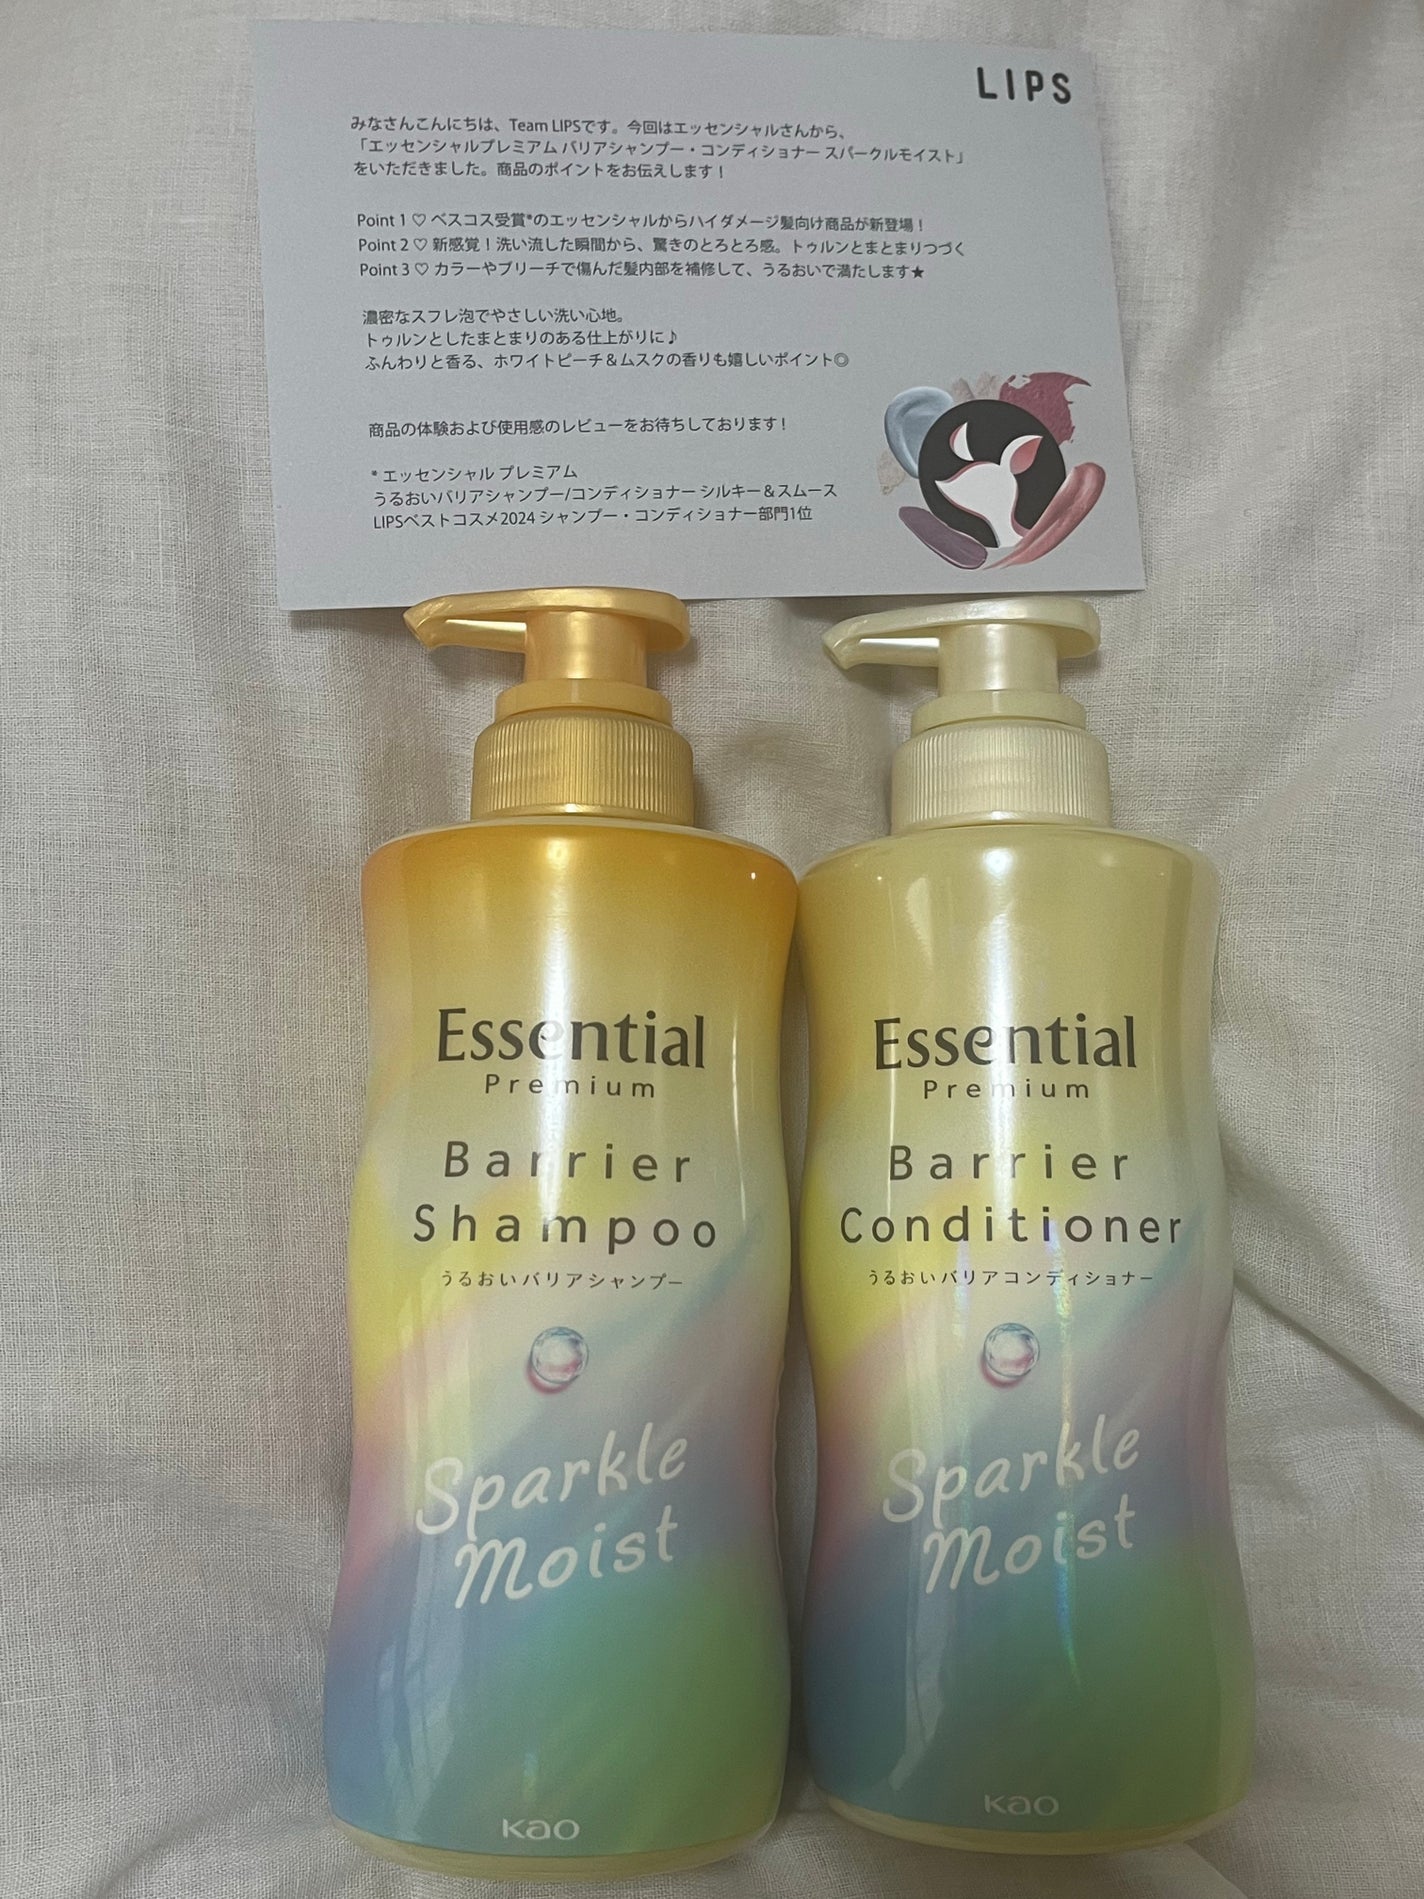 LIPS
みなさんこんにちは、Team LIPSです。今回はエッセンシャルさんから、
「エッセンシャルプレミアム バリアシャンプー・コンディショナー スパークルモイスト」
をいただきました。商品のポイントをお伝えします！
Point 1 ♡ ベスコス受賞*のエッセンシャルからハイダメージ髪向け商品が新登場！
Point 2 ♡ 新感覚！洗い流した瞬間から、驚きのとろとろ感。トゥルンとまとまりつづく
Point 3 ♡ カラーやブリーチで傷んだ髪内部を補修して、うるおいで満たします★
濃密なスフレ泡でやさしい洗い心地。
トゥルンとしたまとまりのある仕上がりに♪
ふんわりと香る、ホワイトピーチ＆ムスクの香りも嬉しいポイント◎
商品の体験および使用感のレビューをお待ちしております！
* エッセンシャル プレミアム
うるおいバリアシャンプー/コンディショナー シルキー＆スムース
LIPSベストコスメ2024 シャンプー・コンディショナー部門1位
Essential
Premium
Barrier
Shampoo
うるおいバリアシャンプー
Sparkle
Moist
Kao
Essential
Premium
Barrier
Conditioner
うるおいバリアコンディショナー
Sparkle
Moist
Kao